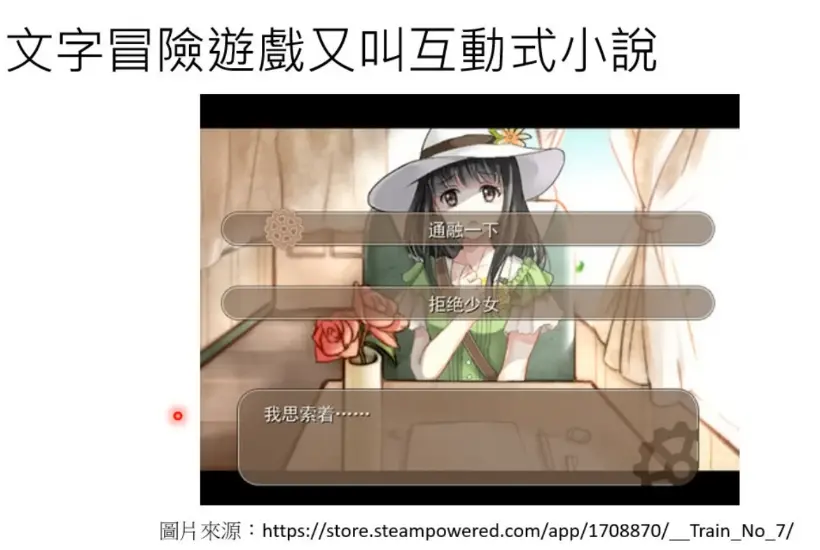 文字冒險遊戲又叫互動式小說
通融一下
拒绝少女
我思索着……
圖片來源：https://store.steampowered.com/app/1708870/__Train_No_7/